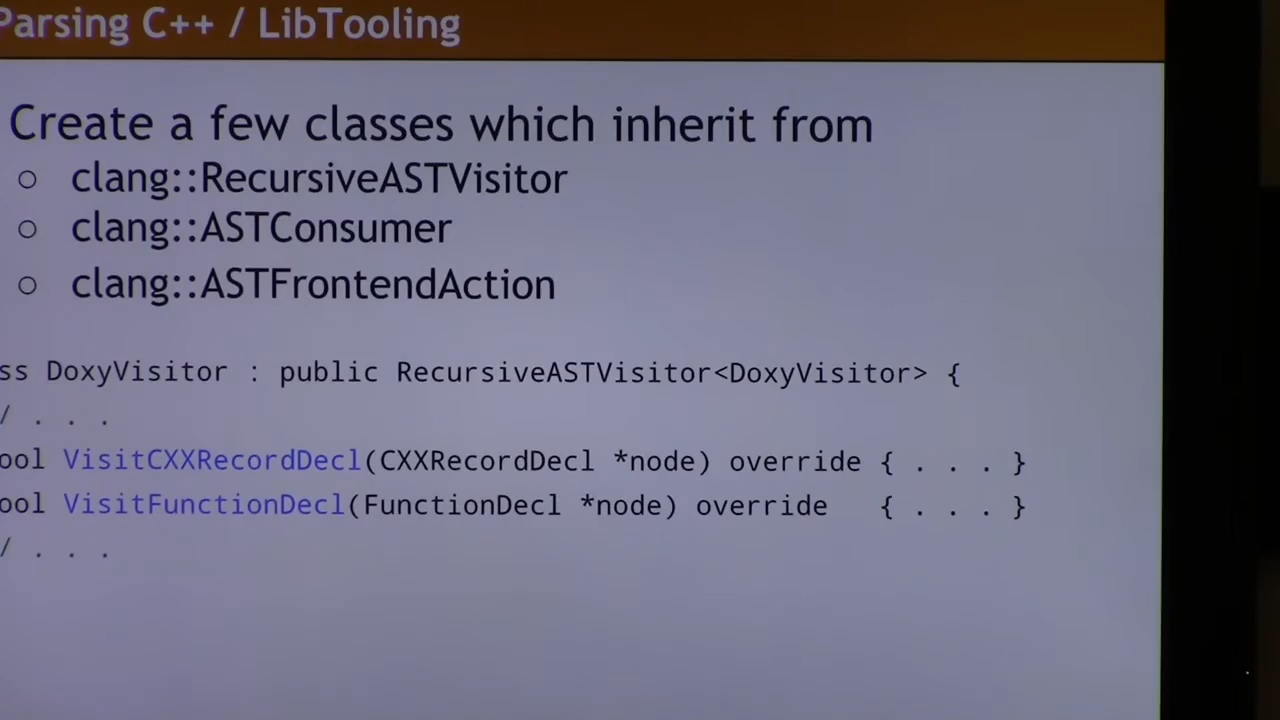 Parsing C++ / LibTooling
Create a few classes which inherit from
○ clang::RecursiveASTVisitor
○ clang::ASTConsumer
○ clang::ASTFrontendAction
ss DoxyVisitor : public RecursiveASTVisitor<DoxyVisitor> {
/ . . .
ool VisitCXXRecordDecl(CXXRecordDecl *node) override { . . . }
ool VisitFunctionDecl(FunctionDecl *node) override { . . . }
/ . . .